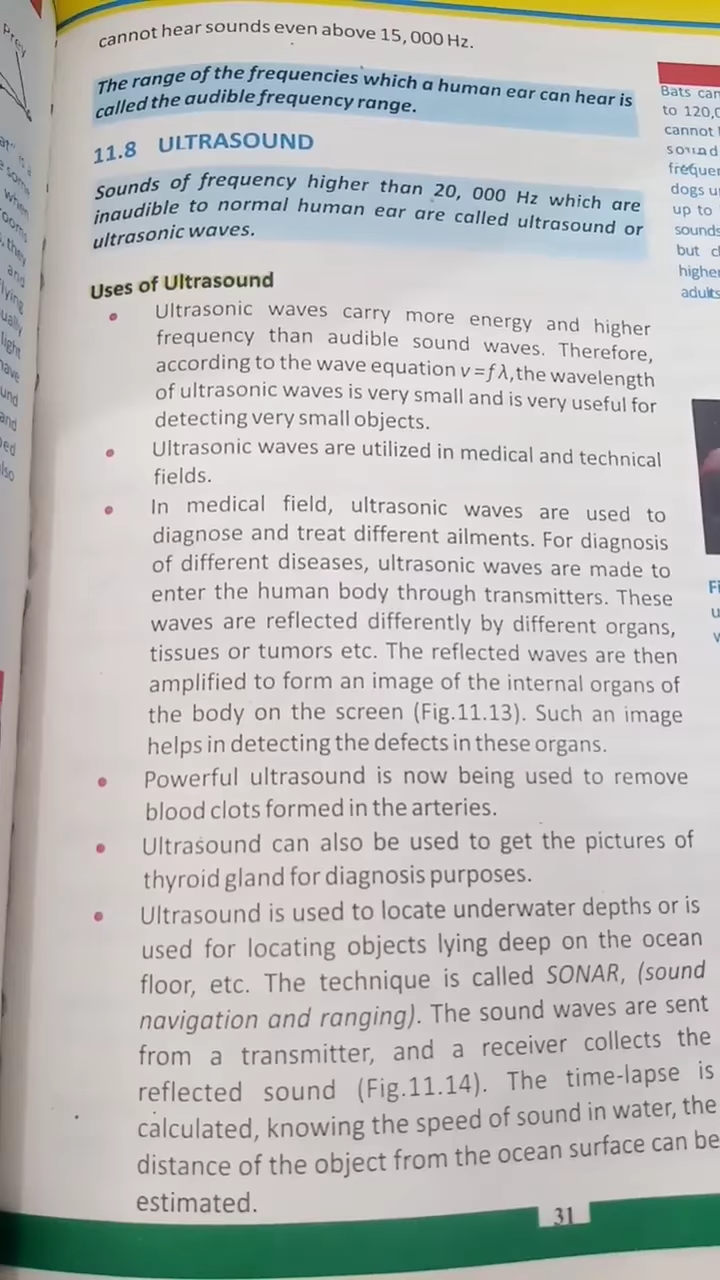 Prey
cannot hear sounds even above 15, 000 Hz.
The range of the frequencies which a human ear can hear is
called the audible frequency range.
11.8 ULTRASOUND
Sounds of frequency higher than 20, 000 Hz which are
inaudible to normal human ear are called ultrasound or
ultrasonic waves.
Uses of Ultrasound
• Ultrasonic waves carry more energy and higher
frequency than audible sound waves. Therefore,
according to the wave equation v=fλ,the wavelength
of ultrasonic waves is very small and is very useful for
detecting very small objects.
• Ultrasonic waves are utilized in medical and technical
fields.
• In medical field, ultrasonic waves are used to
diagnose and treat different ailments. For diagnosis
of different diseases, ultrasonic waves are made to
enter the human body through transmitters. These
waves are reflected differently by different organs,
tissues or tumors etc. The reflected waves are then
amplified to form an image of the internal organs of
the body on the screen (Fig.11.13). Such an image
helps in detecting the defects in these organs.
• Powerful ultrasound is now being used to remove
blood clots formed in the arteries.
• Ultrasound can also be used to get the pictures of
thyroid gland for diagnosis purposes.
• Ultrasound is used to locate underwater depths or is
used for locating objects lying deep on the ocean
floor, etc. The technique is called SONAR, (sound
navigation and ranging). The sound waves are sent
from a transmitter, and a receiver collects the
reflected sound (Fig.11.14). The time-lapse is
calculated, knowing the speed of sound in water, the
distance of the object from the ocean surface can be
estimated.
31
Bats can
to 120,0
cannot
sound
frequen
dogs u
up to
sounds
but c
higher
adults